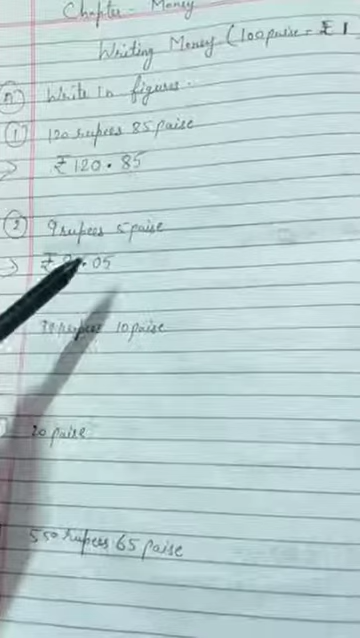 Chapter - Money
Writing Money (100 paise = ₹ 1
Write in figures.
① 120 rupees 85 paise
→ ₹ 120.85
② 9 rupees 5 paise
→ ₹ 9.05
rupees 10 paise
20 paise
550 rupees 65 paise